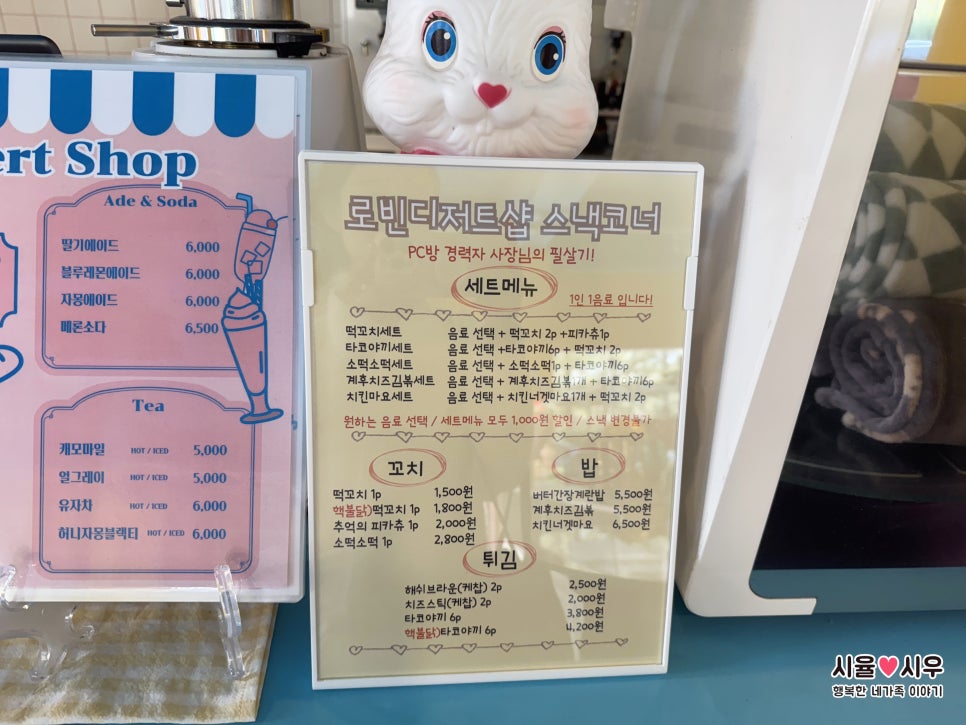 ert Shop
Ade & Soda
딸기에이드 6,000
블루레몬에이드 6,000
자몽에이드 6,000
메론소다 6,500
Tea
캐모마일 HOT / ICED 5,000
얼그레이 HOT / ICED 5,000
유자차 HOT / ICED 6,000
허니자몽블랙티 HOT / ICED 6,000
로빈디저트샵 스낵코너
PC방 경력자 사장님의 필살기!
세트메뉴
1인 1음료 입니다!
떡꼬치세트 음료 선택 + 떡꼬치 2p +피카츄1p
타코야끼세트 음료 선택 +타코야끼6p + 떡꼬치 2p
소떡소떡세트 음료 선택 + 소떡소떡1p + 타코야끼6p
계후치즈김볶세트 음료 선택 + 계후치즈김볶1개 + 타코야끼6p
치킨마요세트 음료 선택 + 치킨너겟마요1개 + 떡꼬치 2p
원하는 음료 선택 / 세트메뉴 모두 1,000원 할인 / 스낵 변경불가
꼬치
떡꼬치 1p 1,500원
핵불닭)떡꼬치 1p 1,800원
추억의 피카츄 1p 2,000원
소떡소떡 1p 2,800원
밥
버터간장계란밥 5,500원
계후치즈김볶 5,500원
치킨너겟마요 6,500원
튀김
해쉬브라운(케찹) 2p 2,500원
치즈스틱(케찹) 2p 2,000원
타코야끼 6p 3,800원
핵불닭)타코야끼 6p 4,200원
시율♥시우
행복한 네가족 이야기